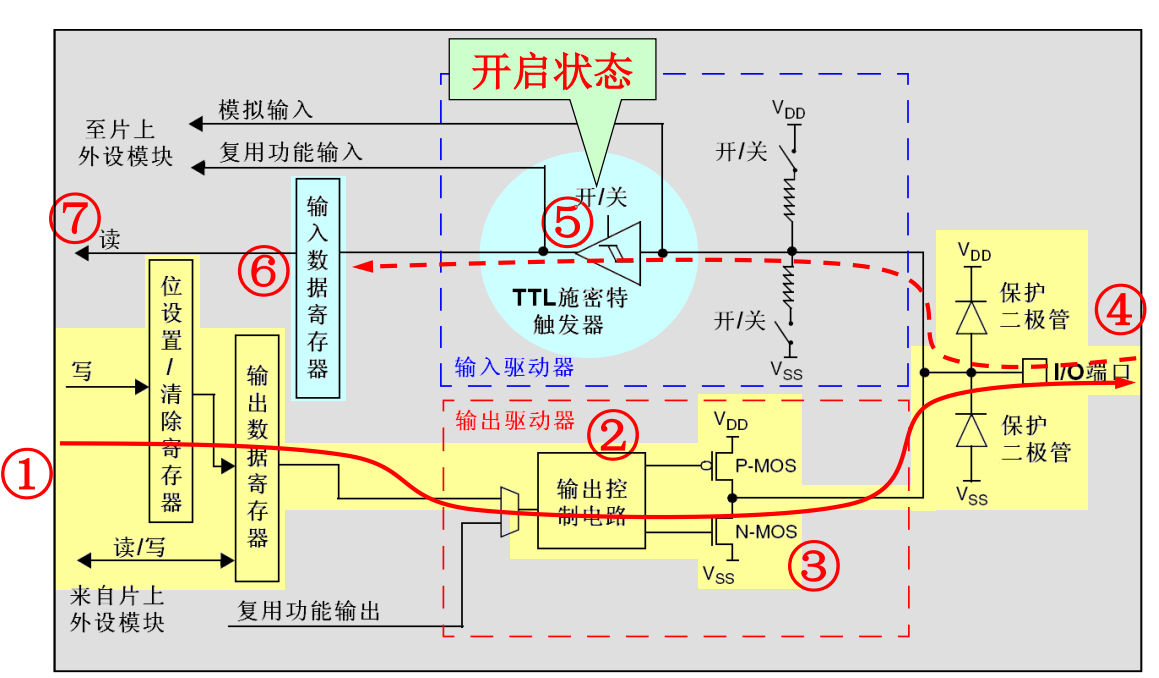 开启状态
模拟输入
至片上
外设模块
复用功能输入
VDD
开/关
开/关
⑦
读
⑥
输入数据寄存器
⑤
TTL施密特
触发器
开/关
VSS
输入驱动器
VDD
保护
二极管
④
I/O端口
保护
二极管
VSS
位设置/清除寄存器
写
输出数据寄存器
①
输出驱动器
②
VDD
P-MOS
输出控
制电路
N-MOS
③
VSS
读/写
来自片上
外设模块
复用功能输出